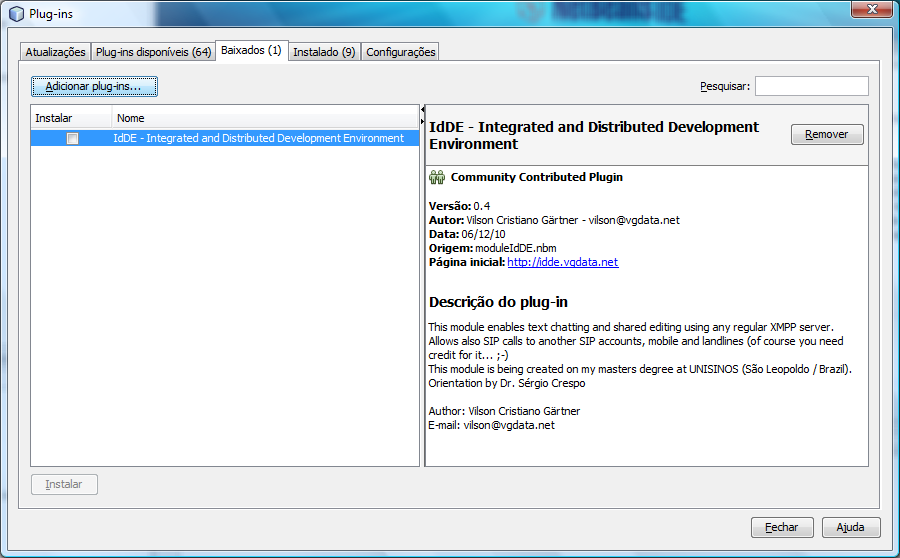 Plug-ins
Atualizações
Plug-ins disponíveis (64)
Baixados (1)
Instalado (9)
Configurações
Adicionar plug-ins...
Pesquisar:
Instalar
Nome
IdDE - Integrated and Distributed Development Environment
IdDE - Integrated and Distributed Development
Environment
Remover
Community Contributed Plugin
Versão: 0.4
Autor: Vilson Cristiano Gärtner - vilson@vgdata.net
Data: 06/12/10
Origem: moduleIdDE.nbm
Página inicial: http://idde.vgdata.net
Descrição do plug-in
This module enables text chatting and shared editing using any regular XMPP server.
Allows also SIP calls to another SIP accounts, mobile and landlines (of course you need
credit for it... ;-)
This module is being created on my masters degree at UNISINOS (São Leopoldo / Brazil).
Orientation by Dr. Sérgio Crespo
Author: Vilson Cristiano Gärtner
E-mail: vilson@vgdata.net
Instalar
Fechar
Ajuda